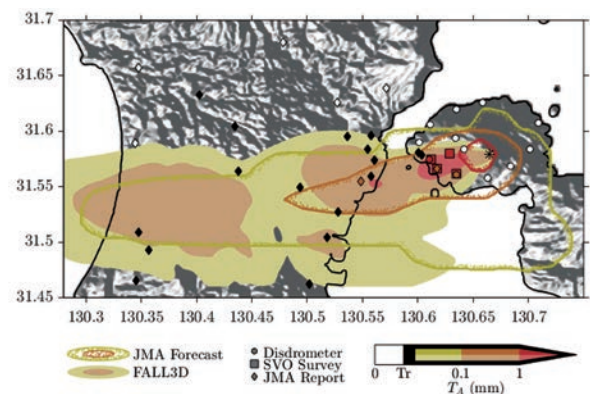 31.7
31.65
31.6
31.55
31.5
31.45
130.3 130.35 130.4 130.45 130.5 130.55 130.6 130.65 130.7
JMA Forecast
FALL3D
Disdrometer
SVO Survey
JMA Report
0 Tr 0.1 1
T_A (mm)